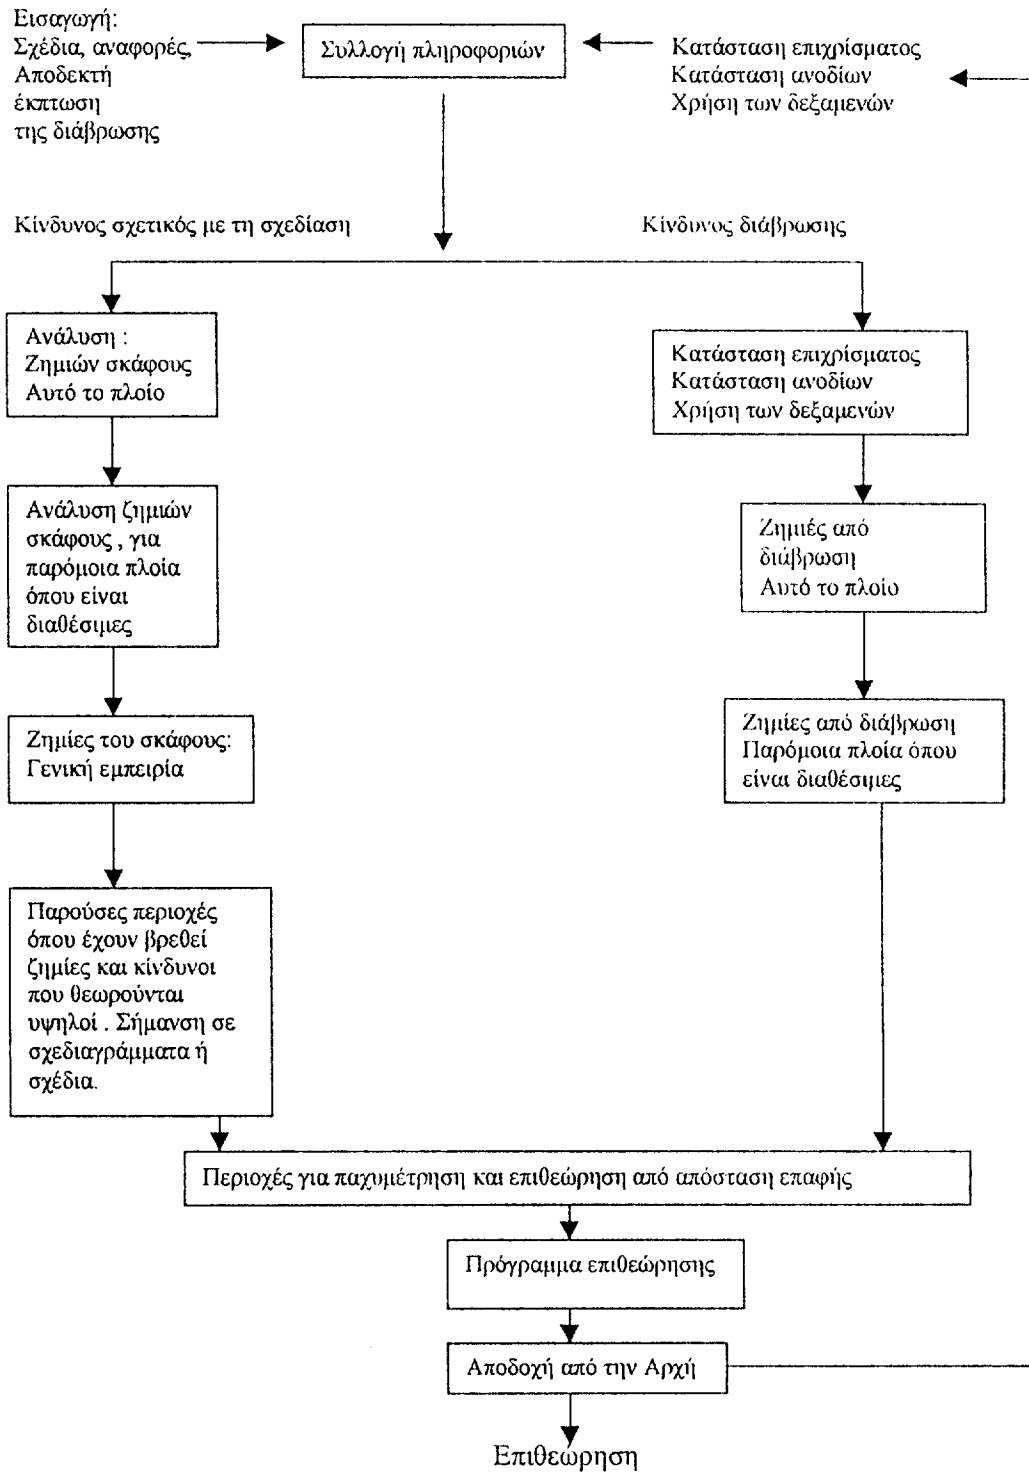 Εισαγωγή:
Σχέδια, αναφορές,
Αποδεκτή
έκπτωση
της διάβρωσης
Συλλογή πληροφοριών
Κατάσταση επιχρίσματος
Κατάσταση ανοδίων
Χρήση των δεξαμενών
Κίνδυνος σχετικός με τη σχεδίαση
Κίνδυνος διάβρωσης
Ανάλυση :
Ζημιών σκάφους
Αυτό το πλοίο
Κατάσταση επιχρίσματος
Κατάσταση ανοδίων
Χρήση των δεξαμενών
Ανάλυση ζημιών
σκάφους , για
παρόμοια πλοία
όπου είναι
διαθέσιμες
Ζημιές από
διάβρωση
Αυτό το πλοίο
Ζημίες του σκάφους:
Γενική εμπειρία
Ζημίες από διάβρωση
Παρόμοια πλοία όπου
είναι διαθέσιμες
Παρούσες περιοχές
όπου έχουν βρεθεί
ζημίες και κίνδυνοι
που θεωρούνται
υψηλοί . Σήμανση σε
σχεδιαγράμματα ή
σχέδια.
Περιοχές για παχυμέτρηση και επιθεώρηση από απόσταση επαφής
Πρόγραμμα επιθεώρησης
Αποδοχή από την Αρχή
Επιθεώρηση